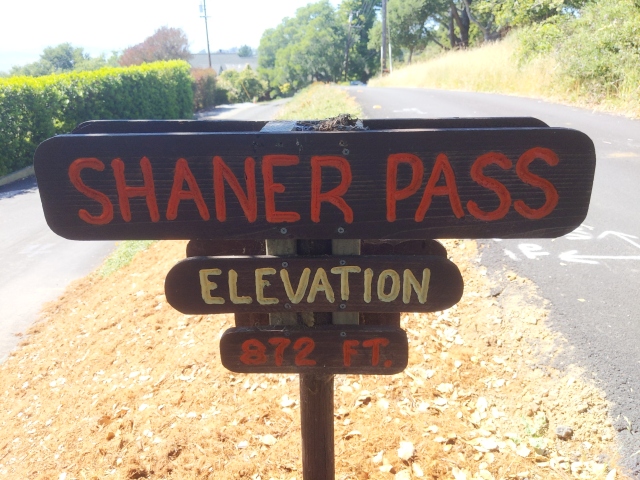 SHANER PASS
ELEVATION
872 FT.